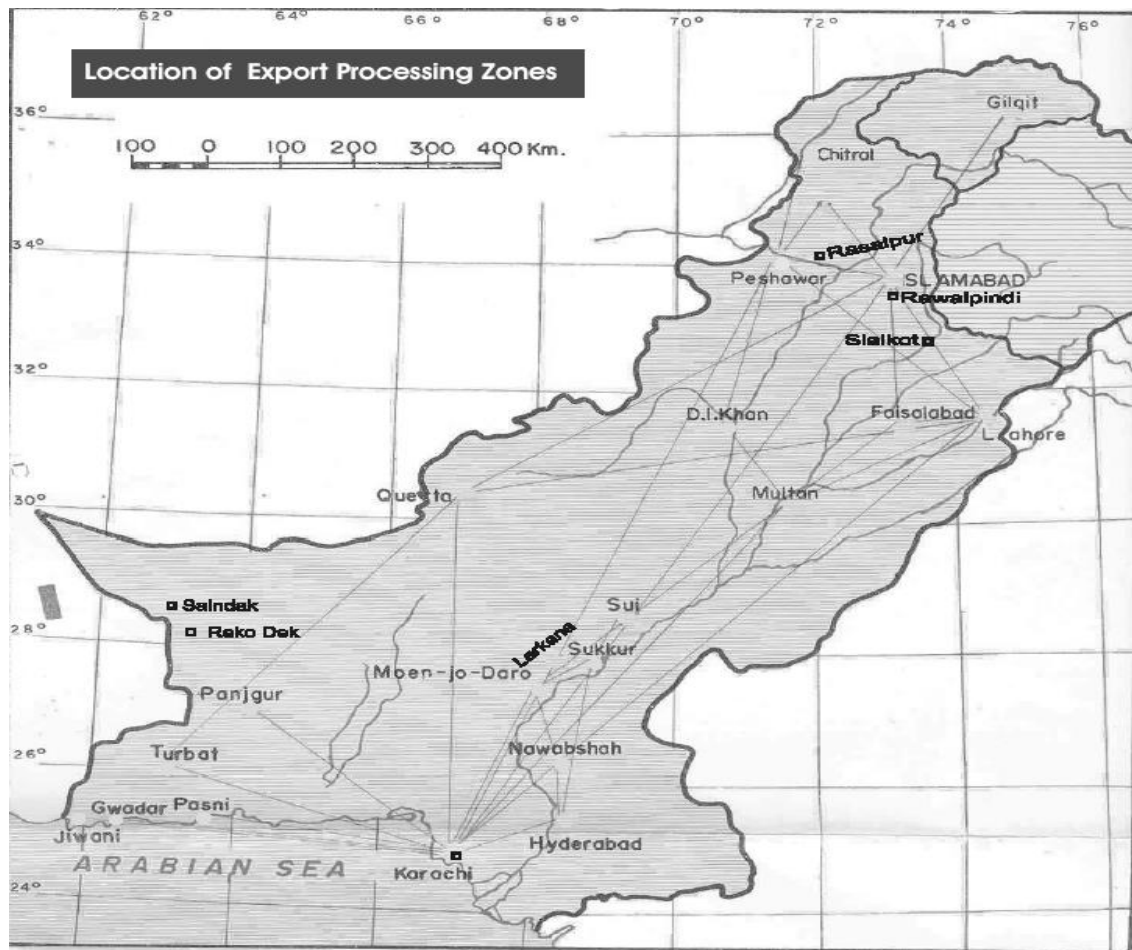 62° 64° 66° 68° 70° 72° 74° 76°
Location of Export Processing Zones
36°
100 0 100 200 300 400 Km.
Gilqit
Chitral
34°
Rasalpur
Peshawar
SLAMABAD
Rawalpindi
Sialkot
32°
D.I.Khan
Faisalabad
Lahore
30°
Quetta
Multan
Saindak
Sui
28°
Reko Dek
Larkana
Sukkur
Moen-jo-Daro
Panjgur
Nawabshah
26°
Turbat
Gwadar Pasni
Jiwani
Hyderabad
ARABIAN SEA
Karachi
24°